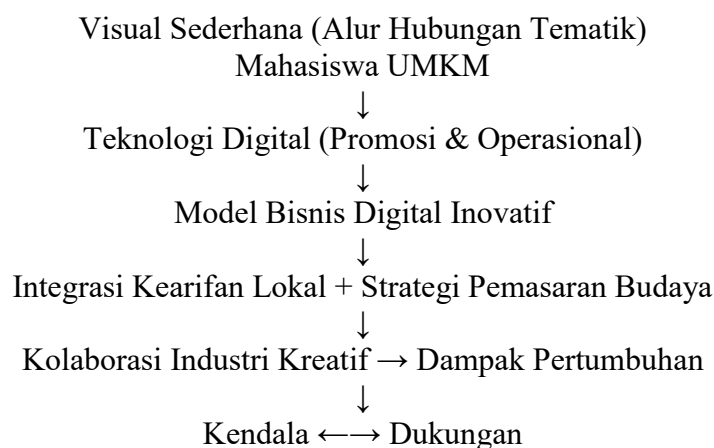 Visual Sederhana (Alur Hubungan Tematik)
Mahasiswa UMKM
↓
Teknologi Digital (Promosi & Operasional)
↓
Model Bisnis Digital Inovatif
↓
Integrasi Kearifan Lokal + Strategi Pemasaran Budaya
↓
Kolaborasi Industri Kreatif → Dampak Pertumbuhan
↓
Kendala ←→ Dukungan